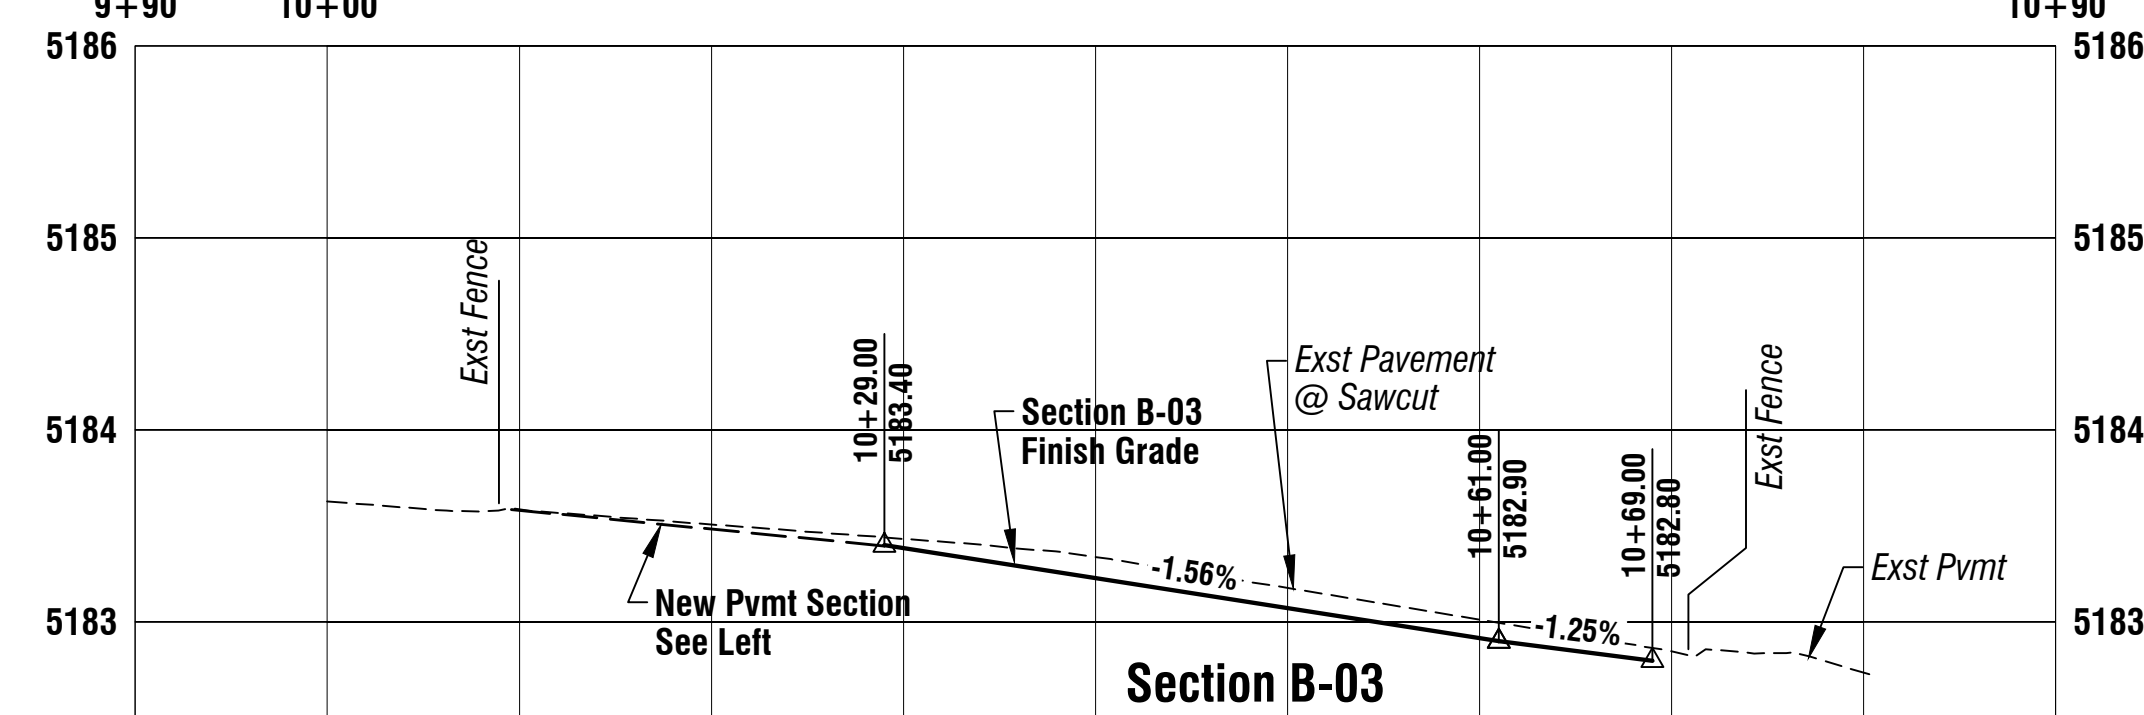 9+90 10+00 10+90
5186 5186
5185 5185
Exst Fence
10+29.00
5183.40
Section B-03
Finish Grade
Exst Pavement
@ Sawcut
Exst Fence
5184 5184
10+61.00
5182.90
10+69.00
5182.80
-1.56%
Exst Pvmt
New Pvmt Section
See Left
5183 5183
-1.25%
Section B-03